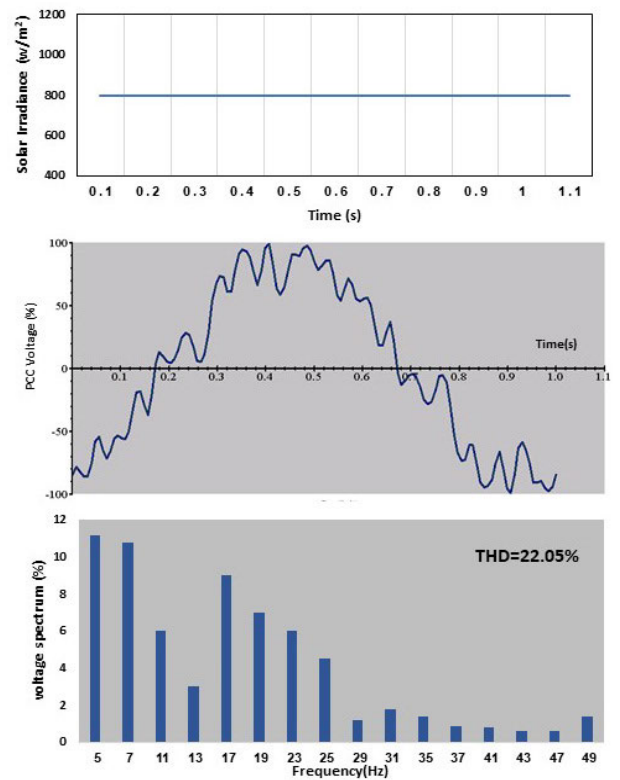 1200
1000
800
600
400
Solar Irradiance (w/m²)
0.1 0.2 0.3 0.4 0.5 0.6 0.7 0.8 0.9 1 1.1
Time (s)
100
50
0
-50
-100
PCC Voltage (%)
Time(s)
0.1 0.2 0.3 0.4 0.5 0.6 0.7 0.8 0.9 1.0 1.1
12
10
8
6
4
2
0
voltage spectrum (%)
THD=22.05%
5 7 11 13 17 19 23 25 29 31 35 37 41 43 47 49
Frequency(Hz)